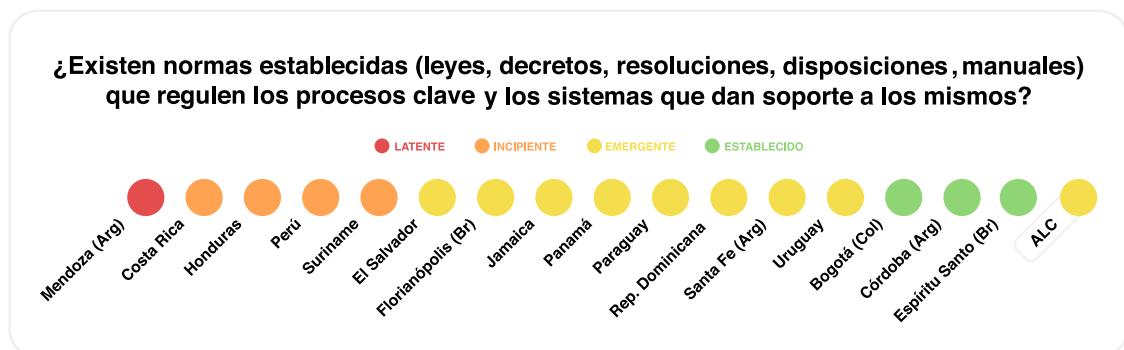 ¿Existen normas establecidas (leyes, decretos, resoluciones, disposiciones, manuales)
que regulen los procesos clave y los sistemas que dan soporte a los mismos?
LATENTE
INCIPIENTE
EMERGENTE
ESTABLECIDO
Mendoza (Arg)
Costa Rica
Honduras
Perú
Suriname
El Salvador
Florianópolis (Br)
Jamaica
Panamá
Paraguay
Rep. Dominicana
Santa Fe (Arg)
Uruguay
Bogotá (Col)
Córdoba (Arg)
Espíritu Santo (Br)
ALC